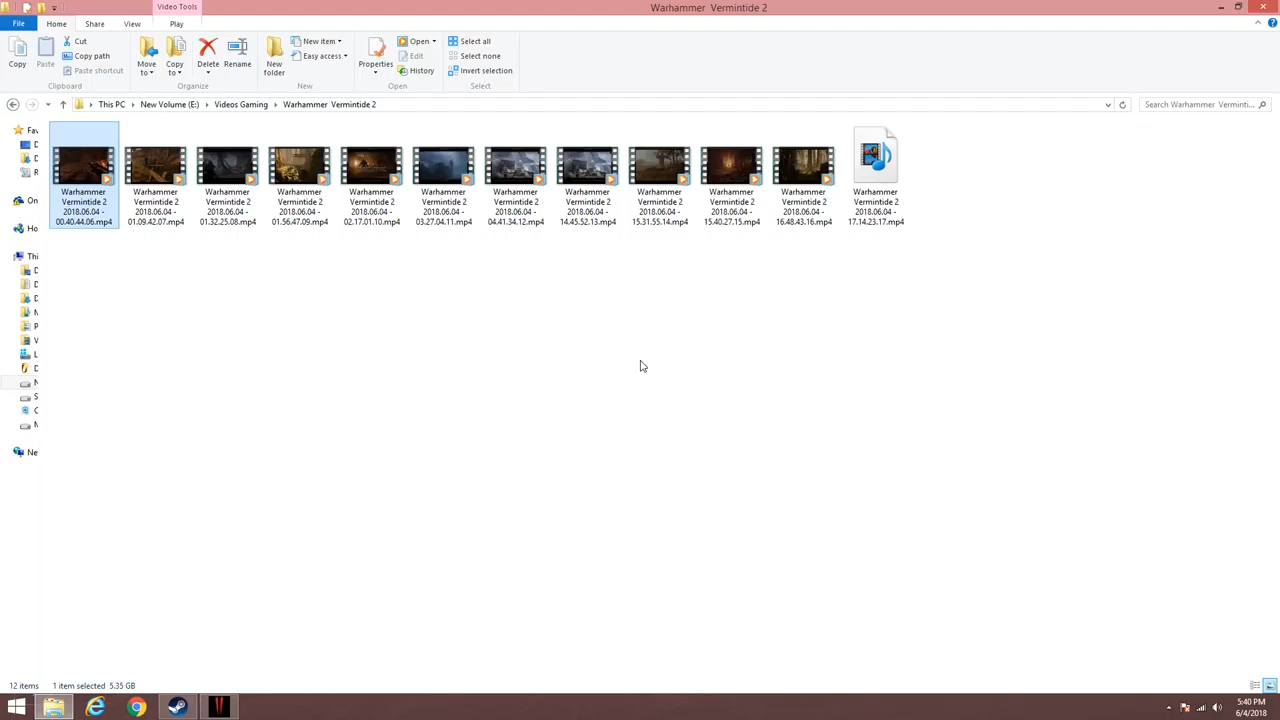 Video Tools
Warhammer  Vermintide 2
File
Home
Share
View
Play
Copy
Paste
Cut
Copy path
Paste shortcut
Clipboard
Move to
Copy to
Delete
Rename
Organize
New folder
New item
Easy access
New
Properties
Open
Edit
History
Open
Select all
Select none
Invert selection
Select
This PC
New Volume (E:)
Videos Gaming
Warhammer  Vermintide 2
Search Warhammer  Verminti...
Fav
D
D
R
On
Ho
Thi
D
D
D
M
P
V
L
D
N
S
C
M
Ne
Warhammer
Vermintide 2
2018.06.04 -
00.40.44.06.mp4
Warhammer
Vermintide 2
2018.06.04 -
01.09.42.07.mp4
Warhammer
Vermintide 2
2018.06.04 -
01.32.25.08.mp4
Warhammer
Vermintide 2
2018.06.04 -
01.56.47.09.mp4
Warhammer
Vermintide 2
2018.06.04 -
02.17.01.10.mp4
Warhammer
Vermintide 2
2018.06.04 -
03.27.04.11.mp4
Warhammer
Vermintide 2
2018.06.04 -
04.41.34.12.mp4
Warhammer
Vermintide 2
2018.06.04 -
14.45.52.13.mp4
Warhammer
Vermintide 2
2018.06.04 -
15.31.55.14.mp4
Warhammer
Vermintide 2
2018.06.04 -
15.40.27.15.mp4
Warhammer
Vermintide 2
2018.06.04 -
16.48.43.16.mp4
Warhammer
Vermintide 2
2018.06.04 -
17.14.23.17.mp4
12 items
1 item selected  5.35 GB
5:40 PM
6/4/2018